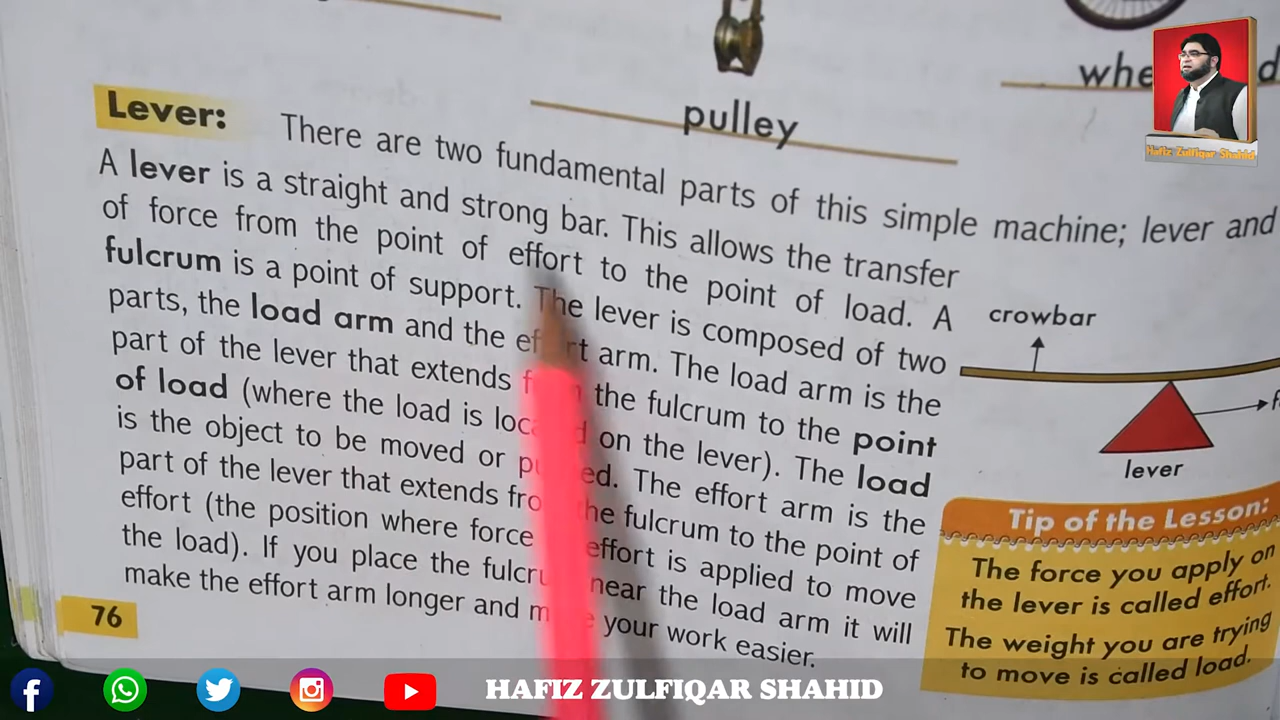 pulley
whe
Hafiz Zulfiqar Shahid
Lever: There are two fundamental parts of this simple machine; lever and
A lever is a straight and strong bar. This allows the transfer
of force from the point of effort to the point of load. A
fulcrum is a point of support. The lever is composed of two
parts, the load arm and the effort arm. The load arm is the
part of the lever that extends the fulcrum to the point
of load (where the load is on the lever). The load
is the object to be moved or The effort arm is the
part of the lever that extends the fulcrum to the point of
effort (the position where force effort is applied to move
the load). If you place the near the load arm it will
make the effort arm longer and your work easier.
crowbar
lever
Tip of the Lesson:
The force you apply on
the lever is called effort.
The weight you are trying
to move is called load.
76
HAFIZ ZULFIQAR SHAHID